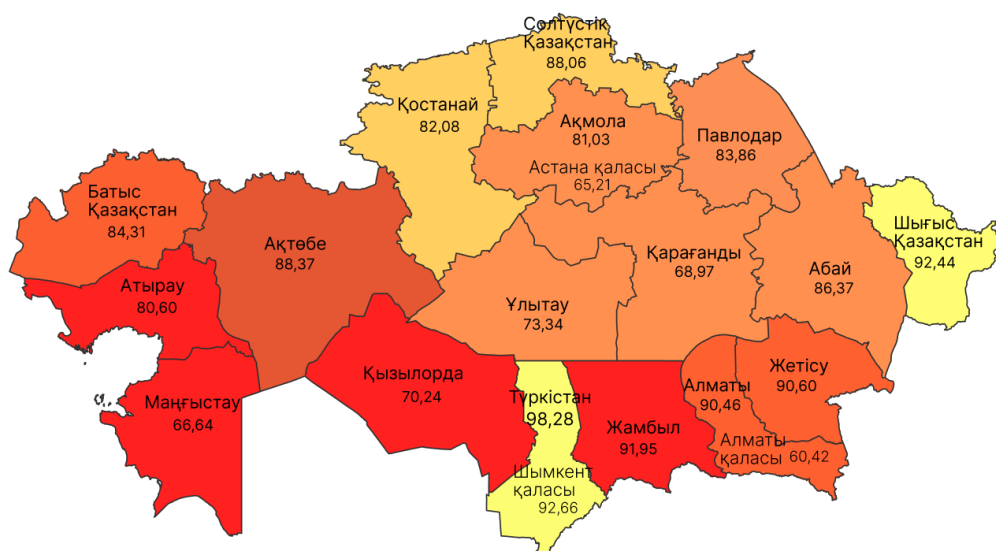 Солтүстік
Қазақстан
88,06
Қостанай
82,08
Ақмола
81,03
Астана қаласы
65,21
Павлодар
83,86
Батыс
Қазақстан
84,31
Ақтөбе
88,37
Шығыс
Қазақстан
92,44
Қарағанды
68,97
Абай
86,37
Атырау
80,60
Ұлытау
73,34
Жетісу
90,60
Маңғыстау
66,64
Қызылорда
70,24
Түркістан
98,28
Жамбыл
91,95
Алматы
90,46
Алматы
қаласы 60,42
Шымкент
қаласы
92,66